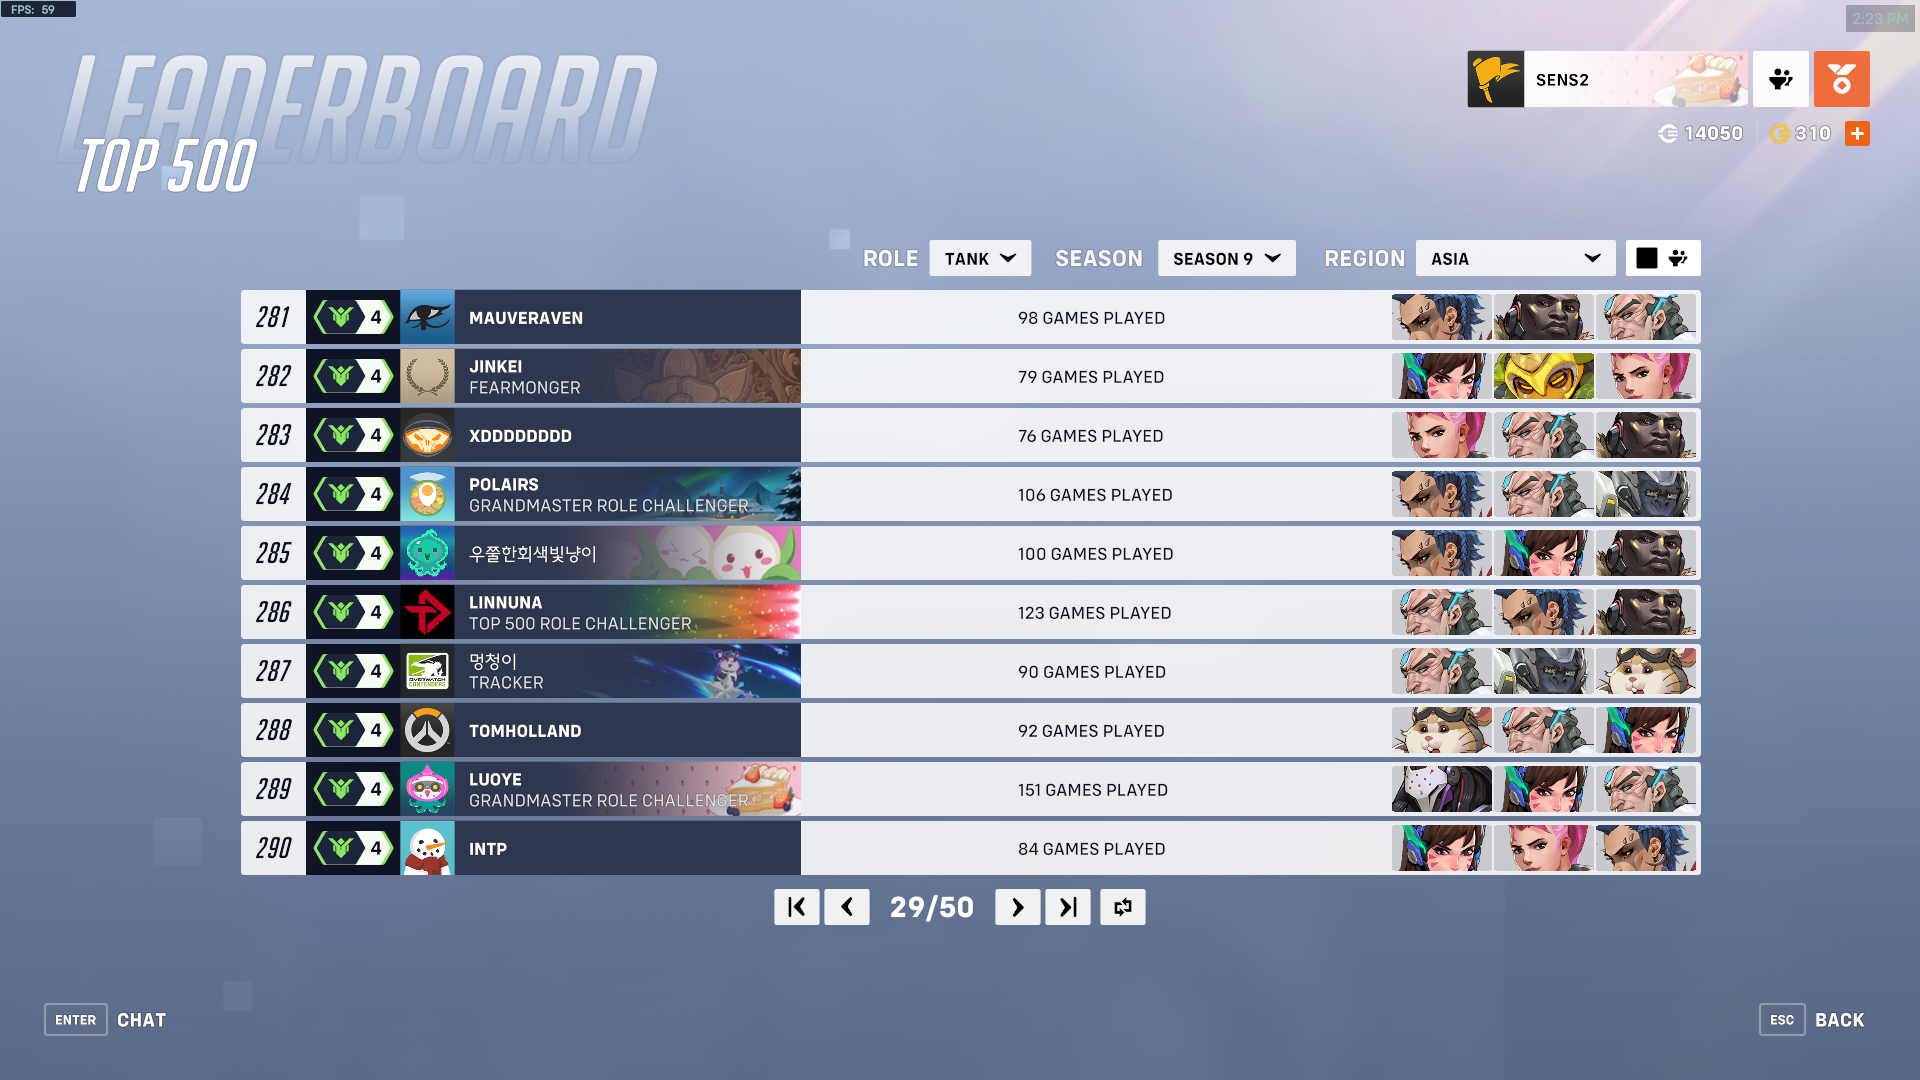 FPS: 59
2:23 PM
LEADERBOARD
TOP 500
SENS2
14050 310 +
ROLE TANK SEASON SEASON 9 REGION ASIA
281 4 MAUVERAVEN 98 GAMES PLAYED
282 4 JINKEI 79 GAMES PLAYED
FEARMONGER
283 4 XDDDDDDDD 76 GAMES PLAYED
284 4 POLAIRS 106 GAMES PLAYED
GRANDMASTER ROLE CHALLENGER
285 4 우쭐한회색빛냥이 100 GAMES PLAYED
286 4 LINNUNA 123 GAMES PLAYED
TOP 500 ROLE CHALLENGER
287 4 멍청이 90 GAMES PLAYED
OVERWATCH CONTENDERS TRACKER
288 4 TOMHOLLAND 92 GAMES PLAYED
289 4 LUOYE 151 GAMES PLAYED
GRANDMASTER ROLE CHALLENGER
290 4 INTP 84 GAMES PLAYED
29/50
ENTER CHAT
ESC BACK